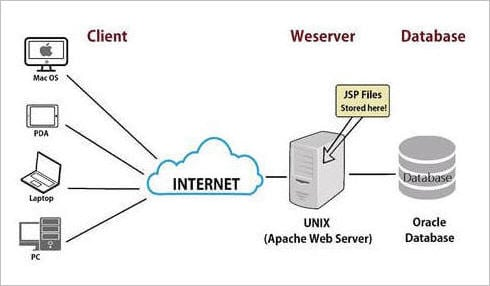 Client
Weserver
Database
Mac OS
PDA
Laptop
PC
INTERNET
JSP Files
Stored here!
UNIX
(Apache Web Server)
Database
Oracle
Database